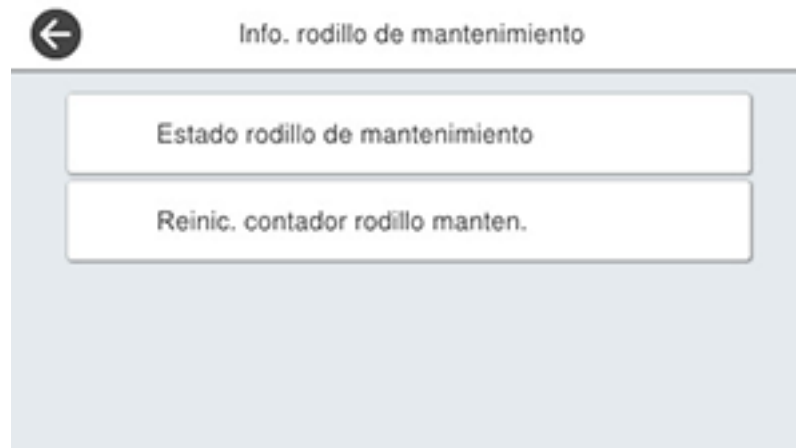 Info. rodillo de mantenimiento
Estado rodillo de mantenimiento
Reinic. contador rodillo manten.